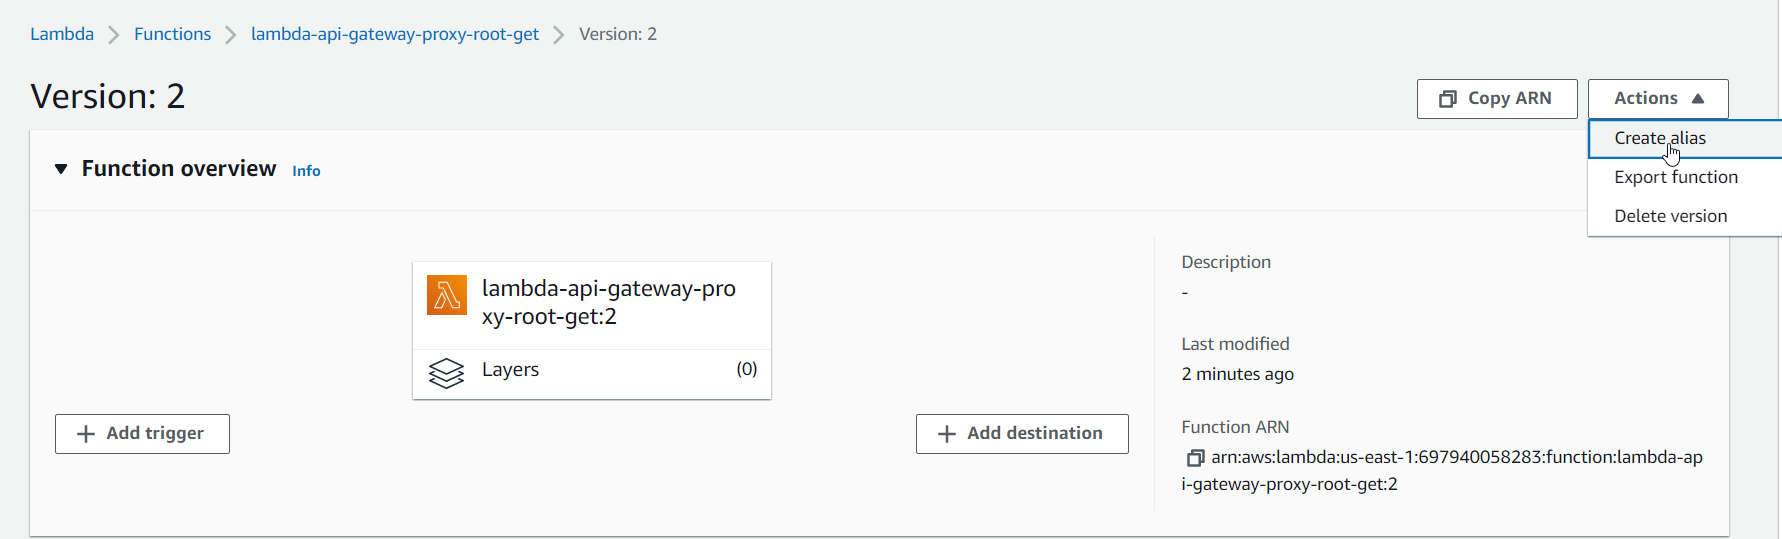 Lambda > Functions > lambda-api-gateway-proxy-root-get > Version: 2
Version: 2
Copy ARN
Actions
Create alias
Export function
Delete version
Function overview Info
lambda-api-gateway-pro
xy-root-get:2
Layers (0)
Add trigger
Add destination
Description
-
Last modified
2 minutes ago
Function ARN
arn:aws:lambda:us-east-1:697940058283:function:lambda-ap
i-gateway-proxy-root-get:2